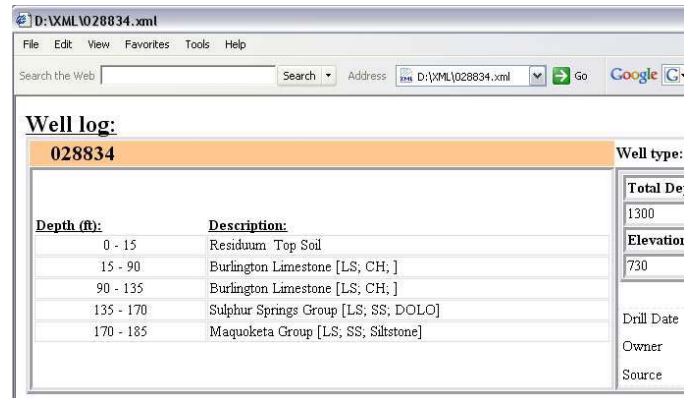 D:\XML\028834.xml
File Edit View Favorites Tools Help
Search the Web Search Address D:\XML\028834.xml Go Google G
Well log:
028834 Well type:
Depth (ft): Description:
0 - 15 Residuum Top Soil
15 - 90 Burlington Limestone [LS; CH; ]
90 - 135 Burlington Limestone [LS; CH; ]
135 - 170 Sulphur Springs Group [LS; SS; DOLO]
170 - 185 Maquoketa Group [LS; SS; Siltstone]
Total De
1300
Elevation
730
Drill Date
Owner
Source